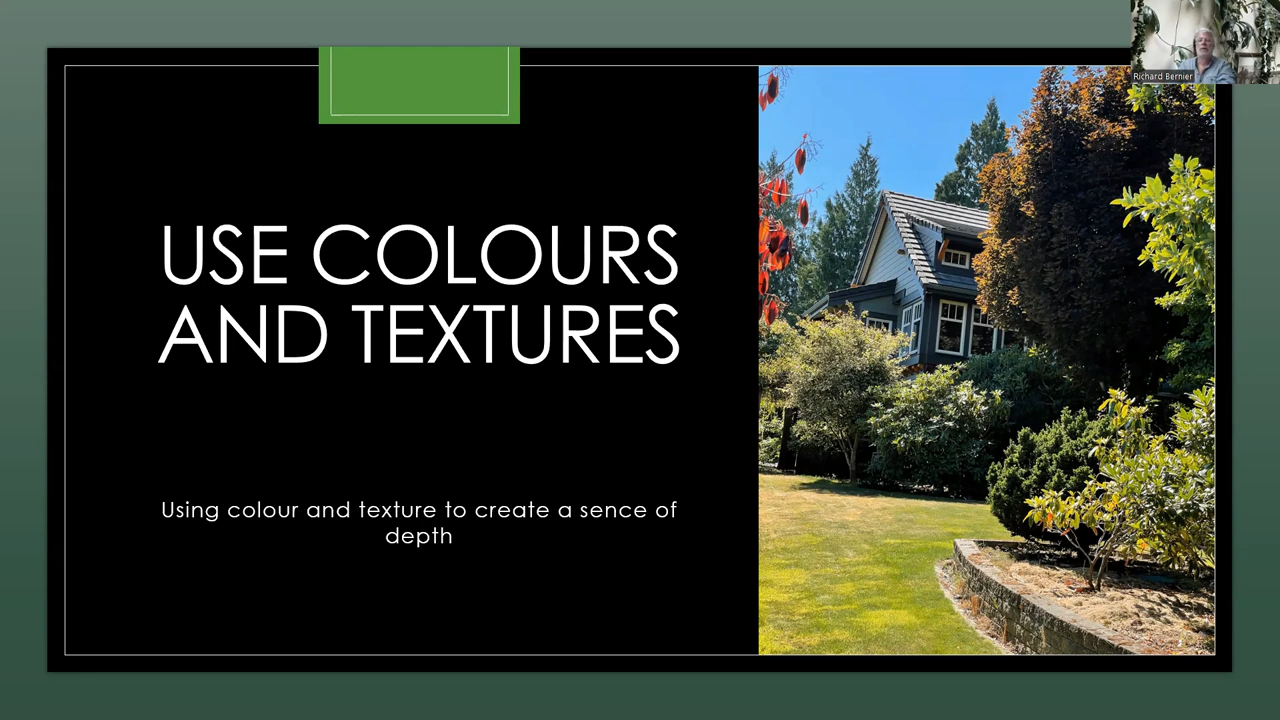 Richard Bernier
USE COLOURS
AND TEXTURES
Using colour and texture to create a sence of
depth